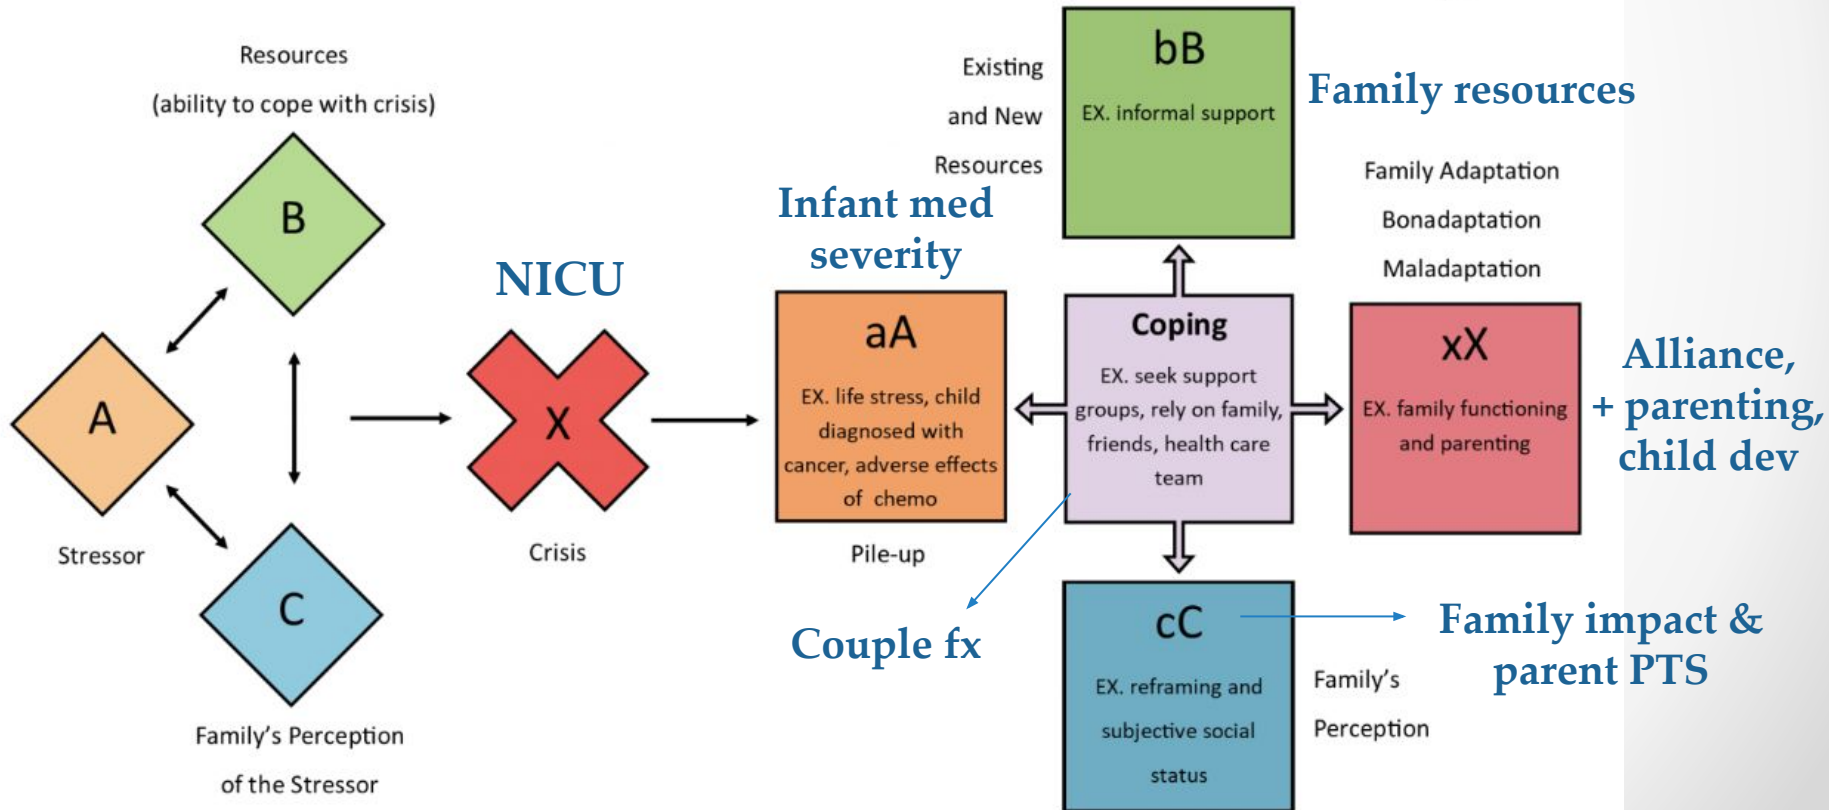 Resources
(ability to cope with crisis)
B
A
Stressor
C
Family's Perception
of the Stressor
NICU
X
Crisis
Infant med
severity
aA
EX. life stress, child
diagnosed with
cancer, adverse effects
of chemo
Pile-up
Existing
and New
Resources
bB
EX. informal support
Family resources
Coping
EX. seek support
groups, rely on family,
friends, health care
team
Couple fx
cC
EX. reframing and
subjective social
status
Family's
Perception
Family impact &
parent PTS
Family Adaptation
Bonadaptation
Maladaptation
xX
EX. family functioning
and parenting
Alliance,
+ parenting,
child dev